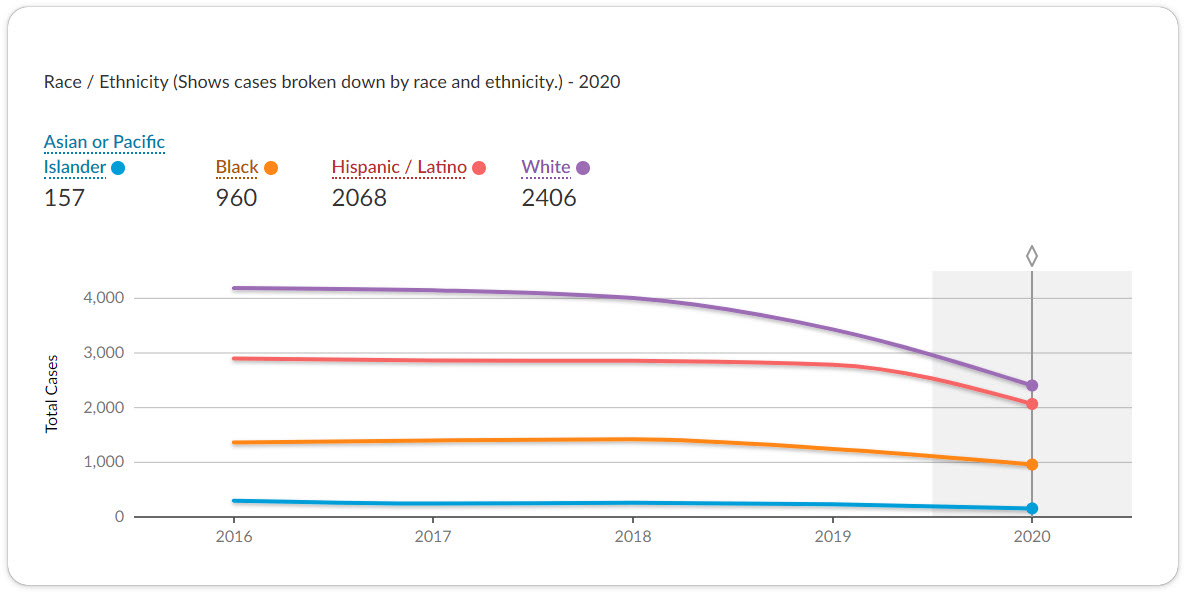 Race / Ethnicity (Shows cases broken down by race and ethnicity.) - 2020
Asian or Pacific
Islander
157
Black
960
Hispanic / Latino
2068
White
2406
4,000
3,000
2,000
1,000
0
Total Cases
2016
2017
2018
2019
2020